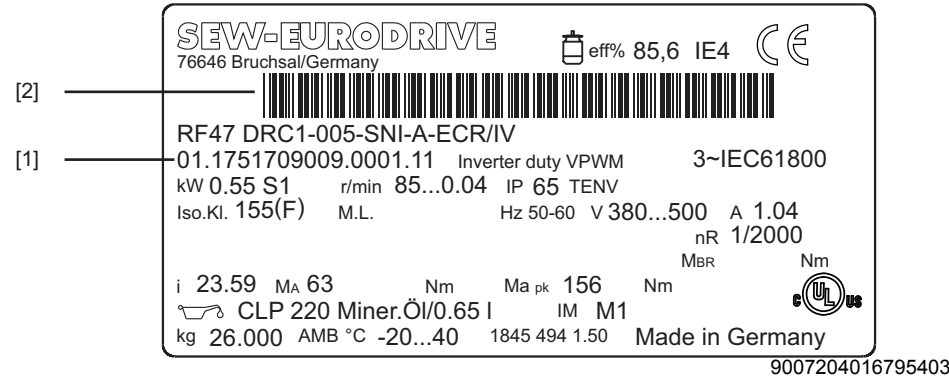 SEW-EURODRIVE eff% 85,6 IE4 CE
76646 Bruchsal/Germany
[2]
RF47 DRC1-005-SNI-A-ECR/IV
[1] 01.1751709009.0001.11 Inverter duty VPWM 3~IEC61800
kW 0.55 S1 r/min 85...0.04 IP 65 TENV
Iso.Kl. 155(F) M.L. Hz 50-60 V 380...500 A 1.04
nR 1/2000
MBR Nm
i 23.59 MA 63 Nm Ma pk 156 Nm
CLP 220 Miner.Öl/0.65 l IM M1 c UL us
kg 26.000 AMB °C -20...40 1845 494 1.50 Made in Germany
9007204016795403